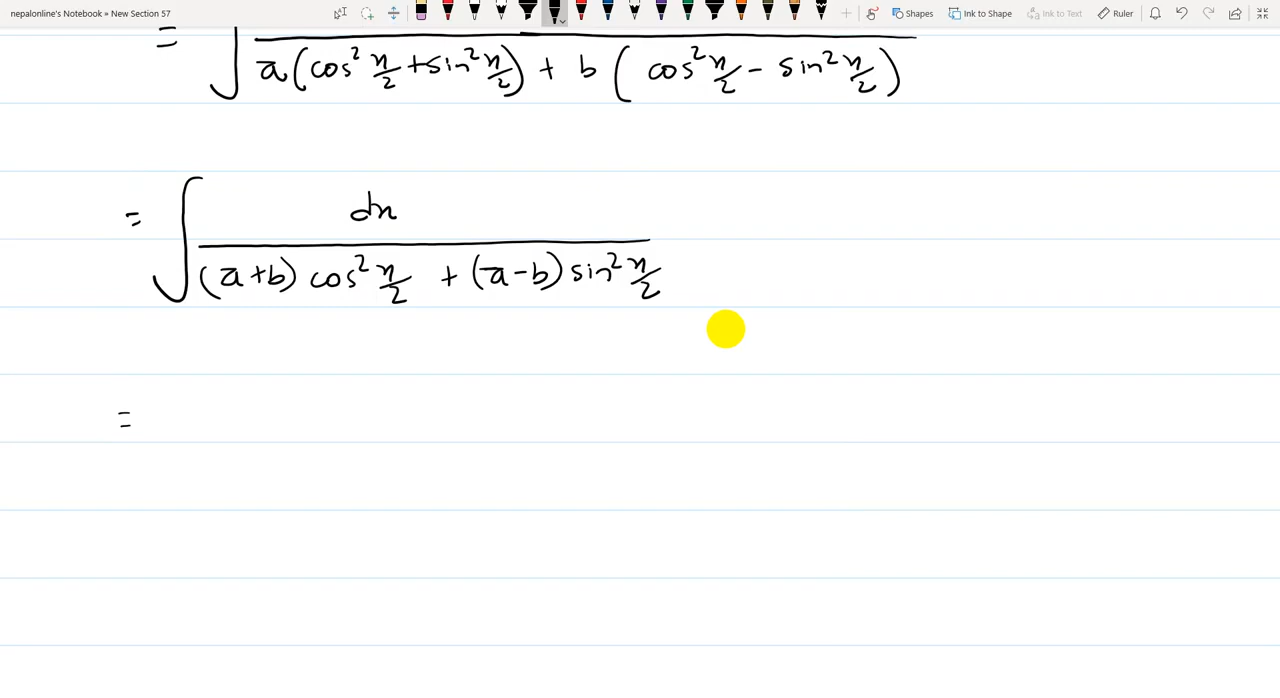 nepalonline's Notebook » New Section 57
Shapes Ink to Shape Ink to Text Ruler
= ∫ a(cos² x/2 + sin² x/2) + b(cos² x/2 - sin² x/2)
= ∫ dx
(a+b) cos² x/2 + (a-b) sin² x/2
=